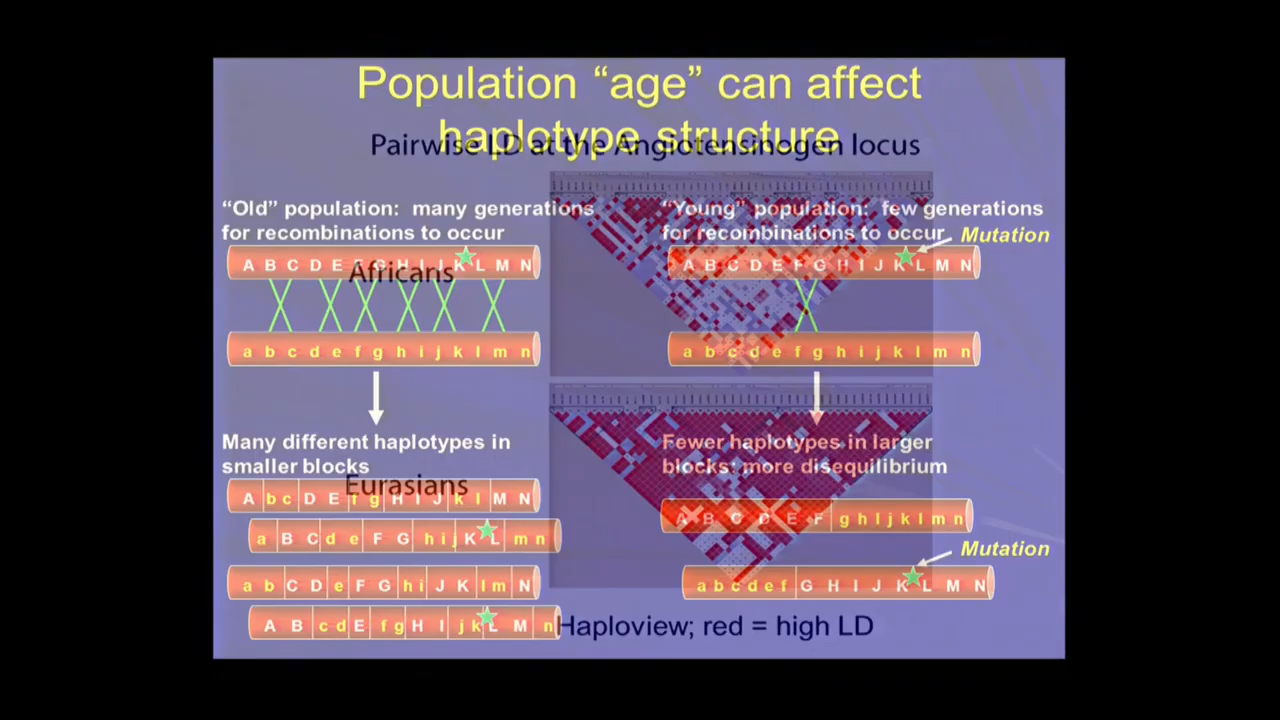 Population “age” can affect
haplotype structure
Pairwise LD at the Angiotensinogen locus
“Old” population: many generations
for recombinations to occur
“Young” population: few generations
for recombinations to occur
Mutation
A B C D E F G H I J K L M N
A B C D E F G H I J K L M N
Africans
a b c d e f g h i j k l m n
a b c d e f g h i j k l m n
Many different haplotypes in
smaller blocks
Fewer haplotypes in larger
blocks: more disequilibrium
Eurasians
A b c D E f g H I J k l M N
A B C D E F g h I j k l m n
a B C d e F G h i j K L m n
Mutation
a b C D e F G h i J K l m N
a b c d e f G H I J K L M N
A B c d E f g H I j k L M n
Haploview; red = high LD